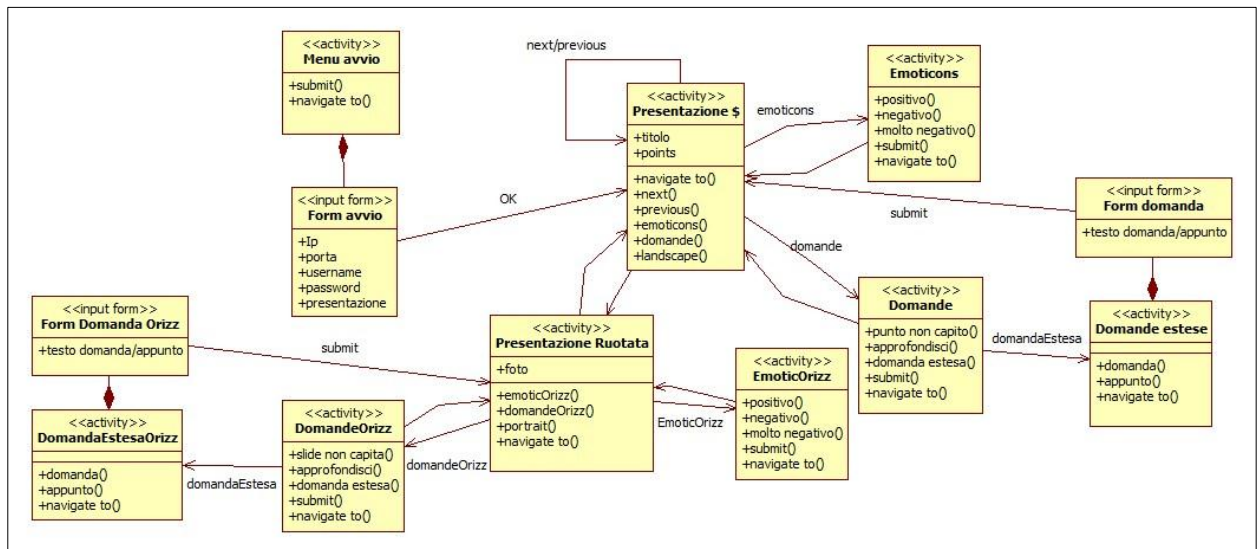 <<activity>>
Menu avvio
+submit()
+navigate to()
next/previous
<<activity>>
Presentazione $
+titolo
+points
+navigate to()
+next()
+previous()
+emoticons()
+domande()
+landscape()
emoticons
<<activity>>
Emoticons
+positivo()
+negativo()
+molto negativo()
+submit()
+navigate to()
<<input form>>
Form avvio
+Ip
+porta
+username
+password
+presentazione
OK
submit
<<input form>>
Form domanda
+testo domanda/appunto
domande
<<activity>>
Domande
+punto non capito()
+approfondisci()
+domanda estesa()
+submit()
+navigate to()
domandaEstesa
<<activity>>
Domande estese
+domanda()
+appunto()
+navigate to()
<<input form>>
Form Domanda Orizz
+testo domanda/appunto
submit
<<activity>>
Presentazione Ruotata
+foto
+emoticOrizz()
+domandeOrizz()
+portrait()
+navigate to()
EmoticOrizz
<<activity>>
EmoticOrizz
+positivo()
+negativo()
+molto negativo()
+submit()
+navigate to()
<<activity>>
DomandaEstesaOrizz
+domanda()
+appunto()
+navigate to()
domandaEstesa
<<activity>>
DomandeOrizz
+slide non capita()
+approfondisci()
+domanda estesa()
+submit()
+navigate to()
domandeOrizz